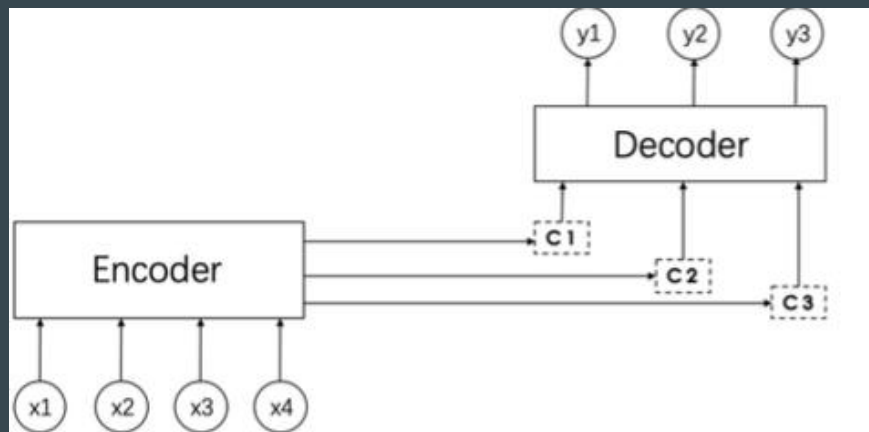 y1 y2 y3
Decoder
C1
Encoder
C2
C3
x1 x2 x3 x4